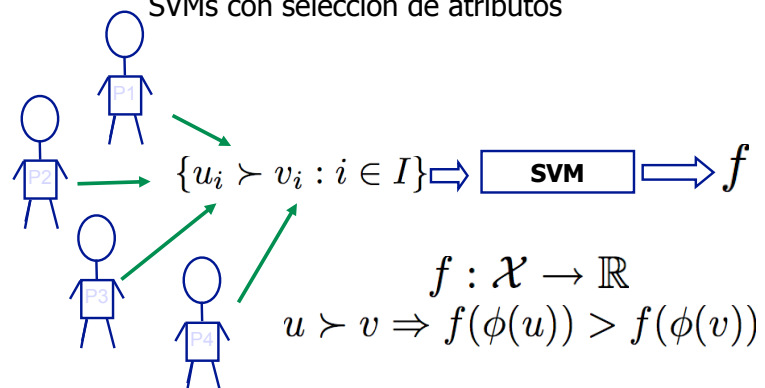 SVMs con selección de atributos
P1
P2
{u_i ≻ v_i : i ∈ I}
SVM
f
P3
f : 𝒳 → ℝ
P4
u ≻ v ⇒ f(ϕ(u)) > f(ϕ(v))